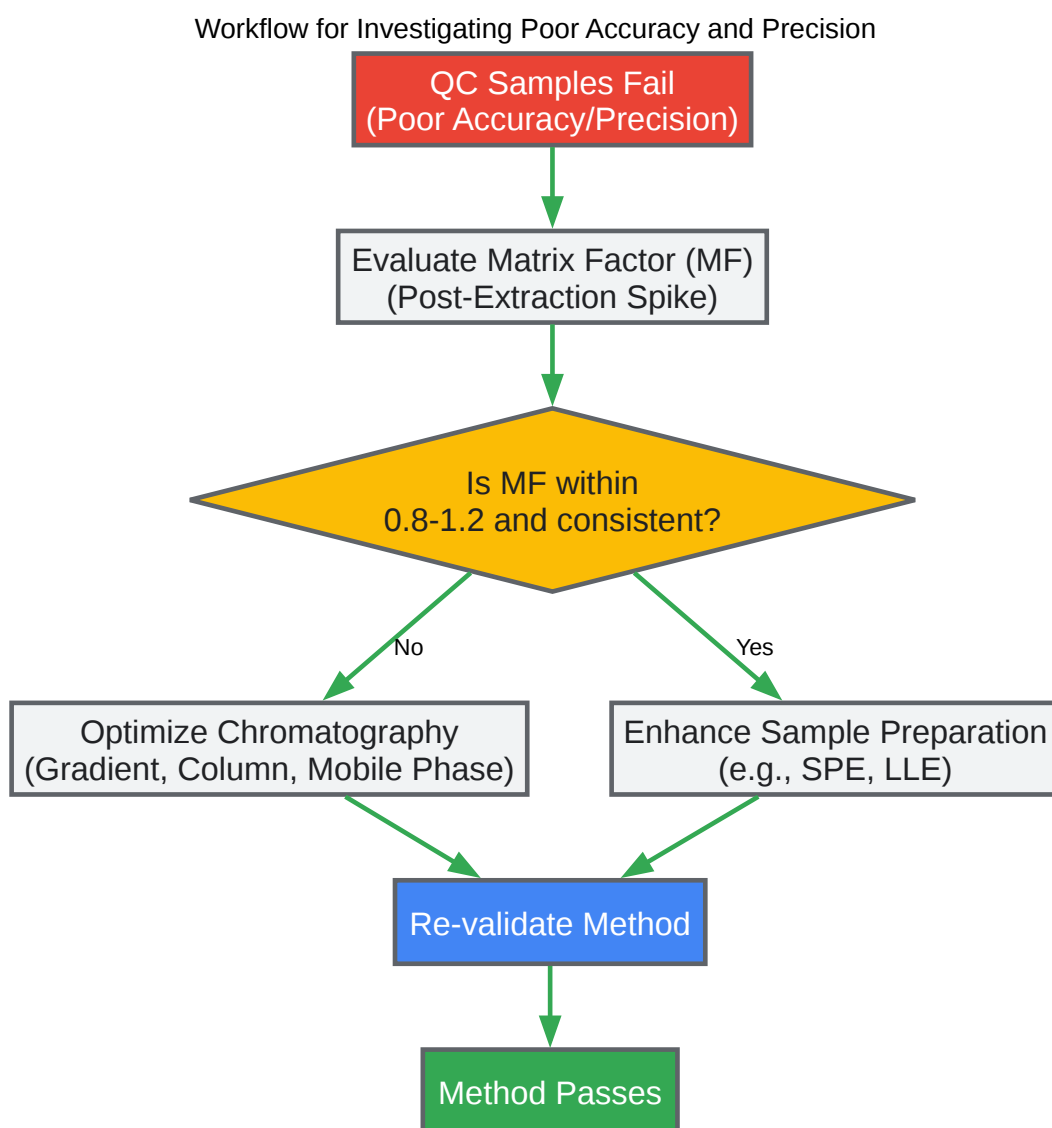 Workflow for Investigating Poor Accuracy and Precision
QC Samples Fail
(Poor Accuracy/Precision)
Evaluate Matrix Factor (MF)
(Post-Extraction Spike)
Is MF within
0.8-1.2 and consistent?
No
Yes
Optimize Chromatography
(Gradient, Column, Mobile Phase)
Enhance Sample Preparation
(e.g., SPE, LLE)
Re-validate Method
Method Passes